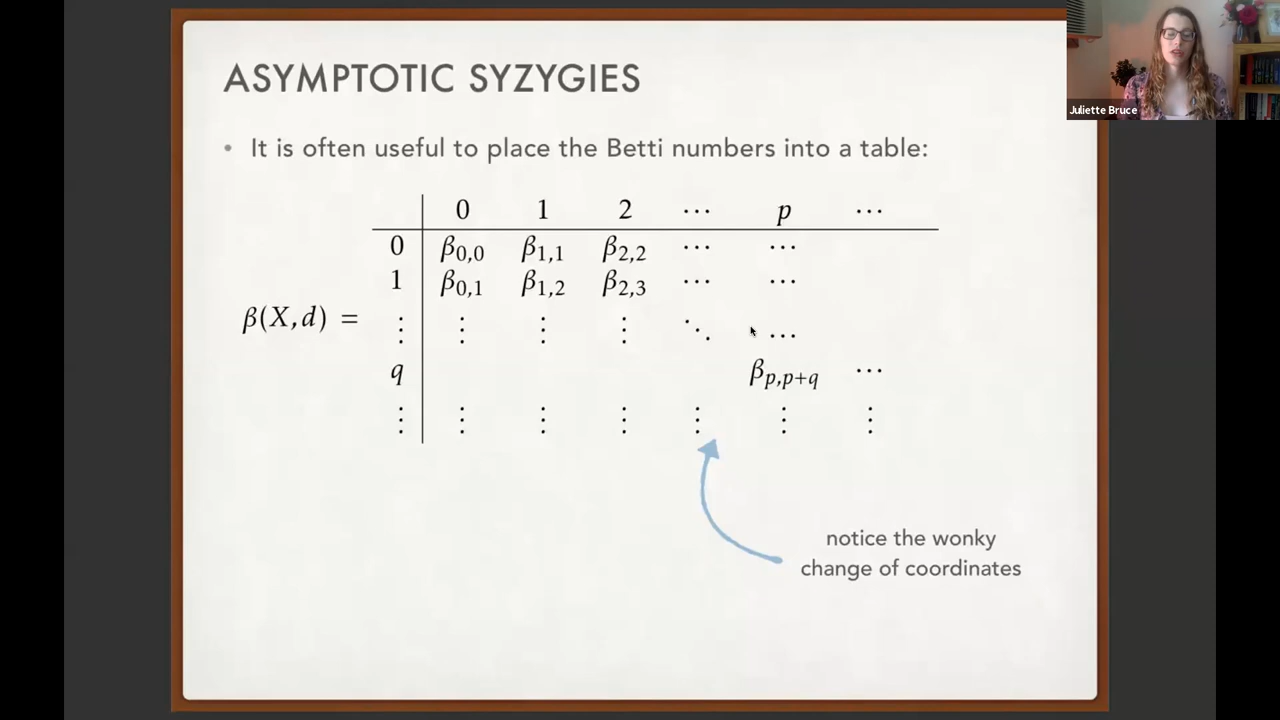 ASYMPTOTIC SYZYGIES
Juliette Bruce
• It is often useful to place the Betti numbers into a table:
0 1 2 ⋯ p ⋯
0 β0,0 β1,1 β2,2 ⋯ ⋯
1 β0,1 β1,2 β2,3 ⋯ ⋯
β(X,d) =
⋮ ⋮ ⋮ ⋮ ⋱ ⋯
q βp,p+q ⋯
⋮ ⋮ ⋮ ⋮ ⋮ ⋮ ⋮
notice the wonky
change of coordinates